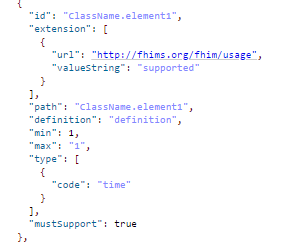 {
"id": "ClassName.element1",
"extension": [
{
"url": "http://fhims.org/fhim/usage",
"valueString": "supported"
}
],
"path": "ClassName.element1",
"definition": "definition",
"min": 1,
"max": "1",
"type": [
{
"code": "time"
}
],
"mustSupport": true
},